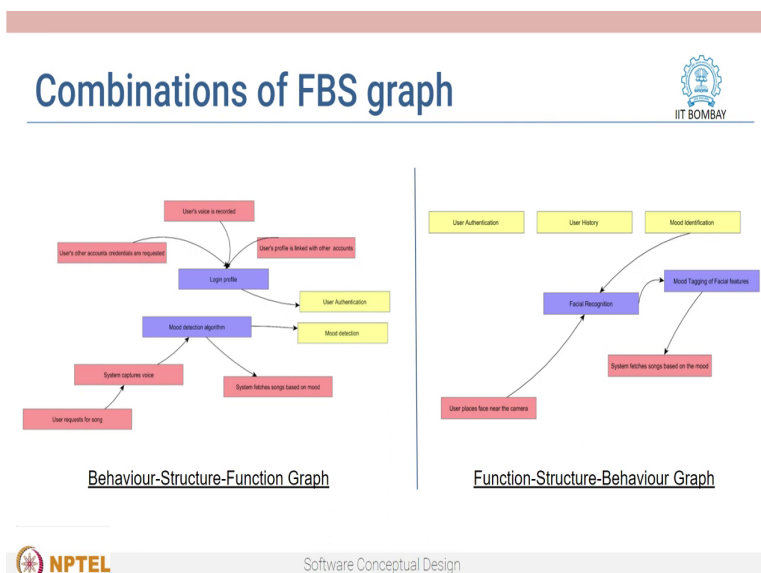 Combinations of FBS graph
IIT BOMBAY
User's voice is recorded
User's other accounts credentials are requested
User's profile is linked with other accounts
Login profile
User Authentication
Mood detection algorithm
Mood detection
System captures voice
System fetches songs based on mood
User requests for song
Behaviour-Structure-Function Graph
User Authentication
User History
Mood Identification
Mood Tagging of Facial features
Facial Recognition
System fetches songs based on the mood
User places face near the camera
Function-Structure-Behaviour Graph
NPTEL
Software Conceptual Design